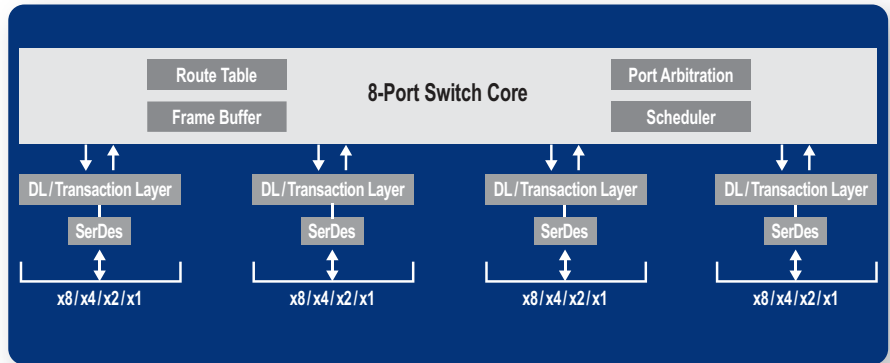 Route Table
Port Arbitration
8-Port Switch Core
Frame Buffer
Scheduler
DL/Transaction Layer
DL/Transaction Layer
DL/Transaction Layer
DL/Transaction Layer
SerDes
SerDes
SerDes
SerDes
x8/x4/x2/x1
x8/x4/x2/x1
x8/x4/x2/x1
x8/x4/x2/x1